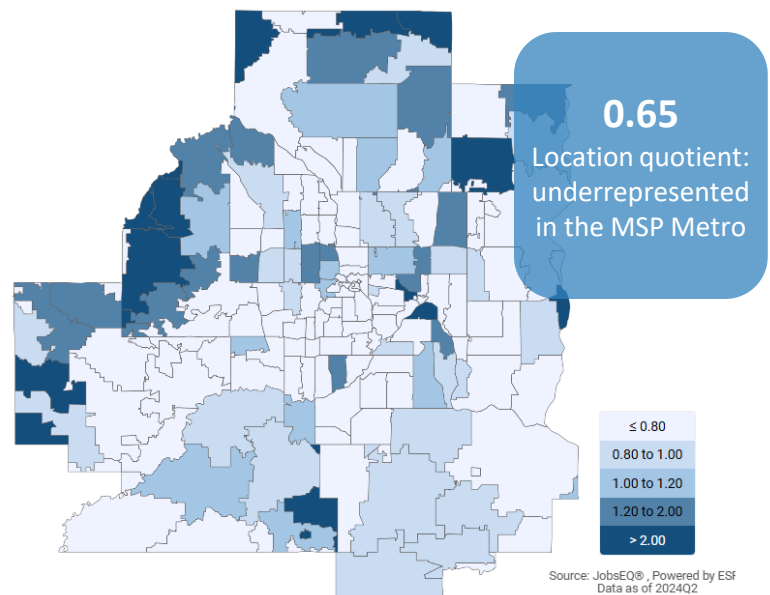 0.65
Location quotient:
underrepresented
in the MSP Metro
≤ 0.80
0.80 to 1.00
1.00 to 1.20
1.20 to 2.00
> 2.00
Source: JobsEQ® , Powered by ESF
Data as of 2024Q2